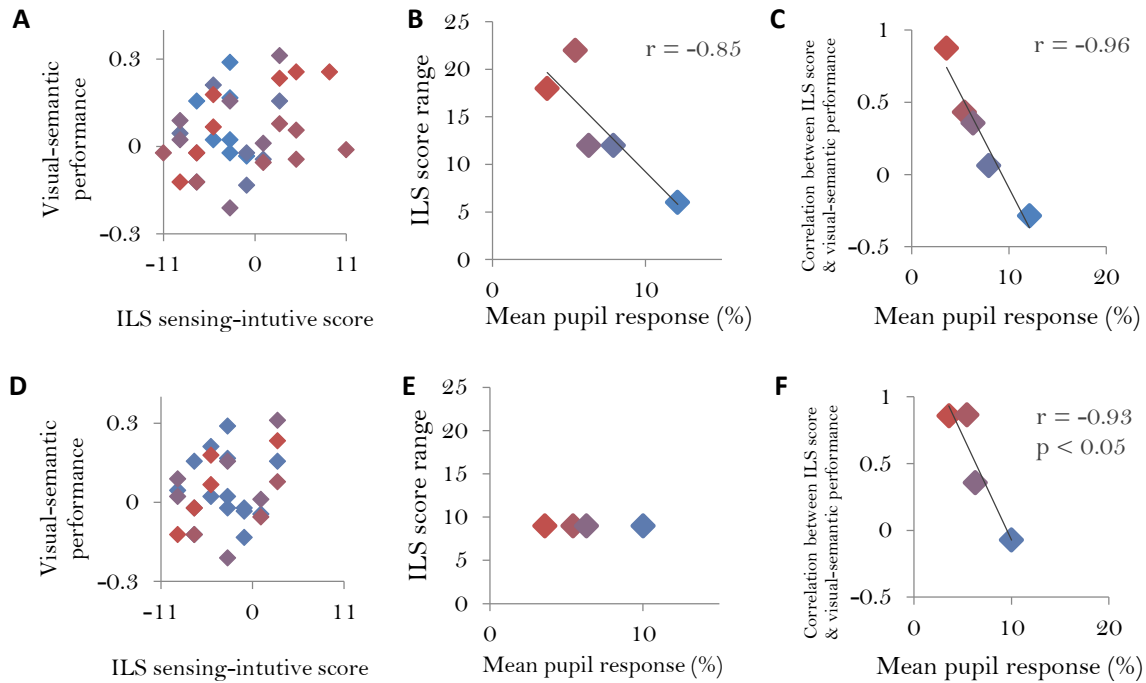 A
Visual-semantic
performance
0.3
0
-0.3
-11
0
11
ILS sensing-intutive score
B
ILS score range
25
20
15
10
5
0
0
10
Mean pupil response (%)
r = -0.85
C
Correlation between ILS score
& visual-semantic performance
1
0.5
0
-0.5
0
10
20
Mean pupil response (%)
r = -0.96
D
Visual-semantic
performance
0.3
0
-0.3
-11
0
11
ILS sensing-intutive score
E
ILS score range
25
20
15
10
5
0
0
10
Mean pupil response (%)
F
Correlation between ILS score
& visual-semantic performance
1
0.5
0
-0.5
0
10
20
Mean pupil response (%)
r = -0.93
p < 0.05